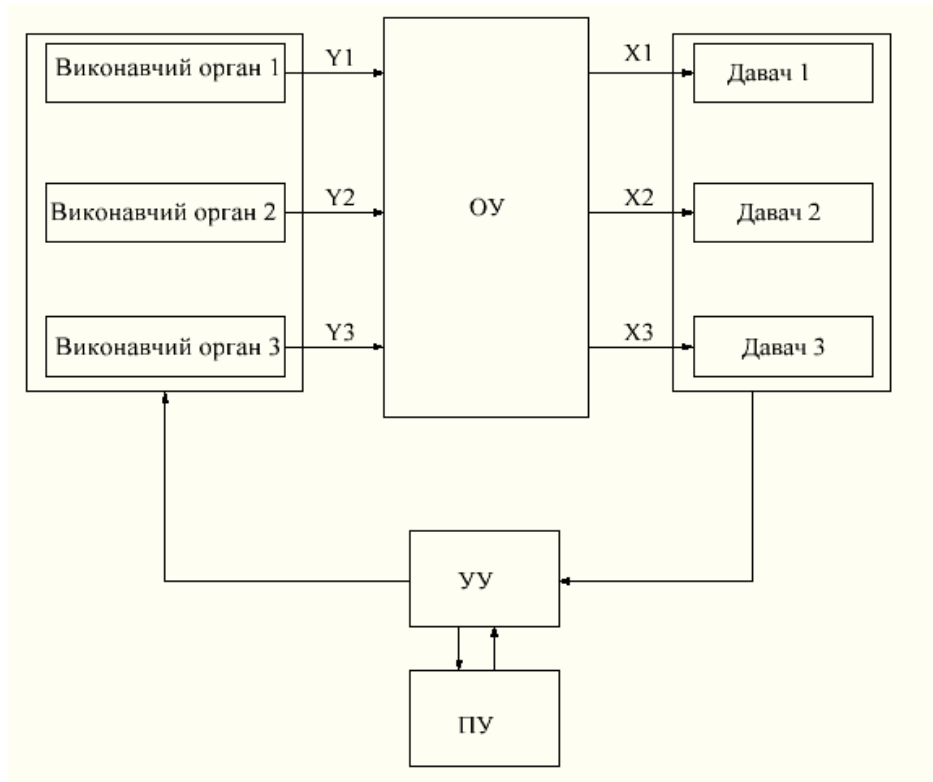 Виконавчий орган 1
Y1
X1
Давач 1
Виконавчий орган 2
Y2
ОУ
X2
Давач 2
Виконавчий орган 3
Y3
X3
Давач 3
УУ
ПУ